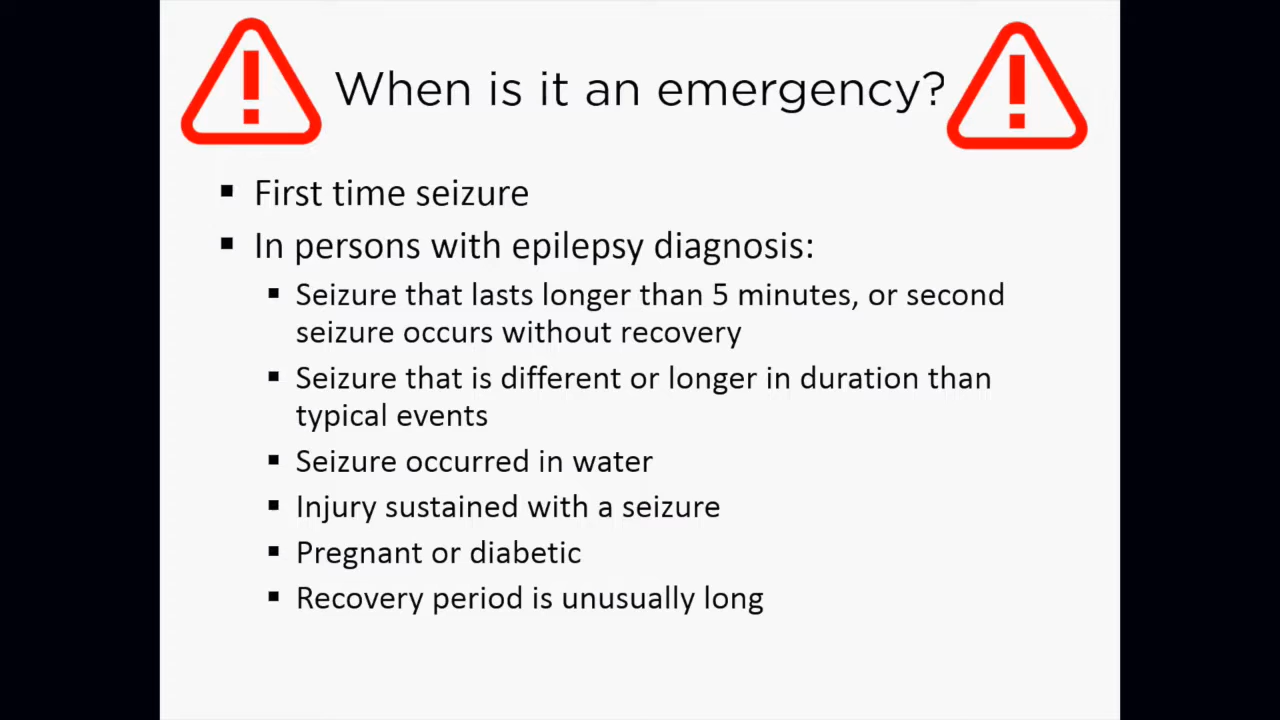 When is it an emergency?
▪ First time seizure
▪ In persons with epilepsy diagnosis:
▪ Seizure that lasts longer than 5 minutes, or second
seizure occurs without recovery
▪ Seizure that is different or longer in duration than
typical events
▪ Seizure occurred in water
▪ Injury sustained with a seizure
▪ Pregnant or diabetic
▪ Recovery period is unusually long